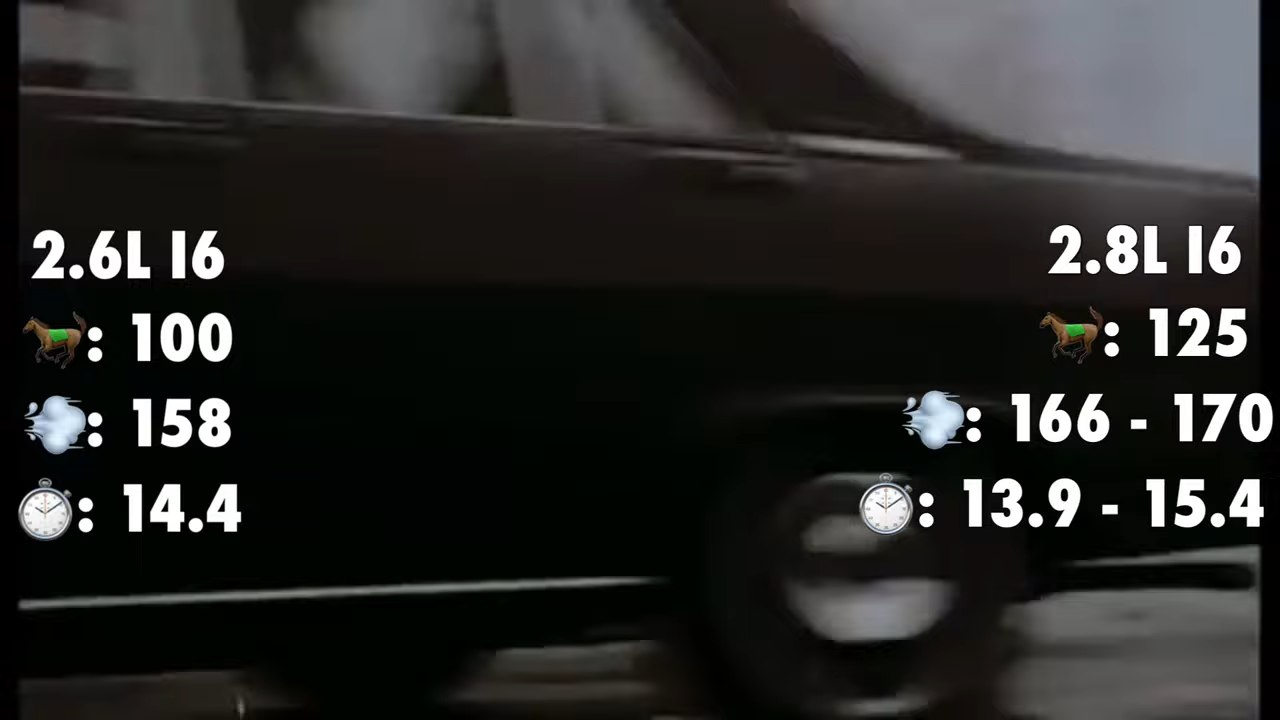 2.6L I6
🐎: 100
💨: 158
⏱: 14.4
2.8L I6
🐎: 125
💨: 166 - 170
⏱: 13.9 - 15.4